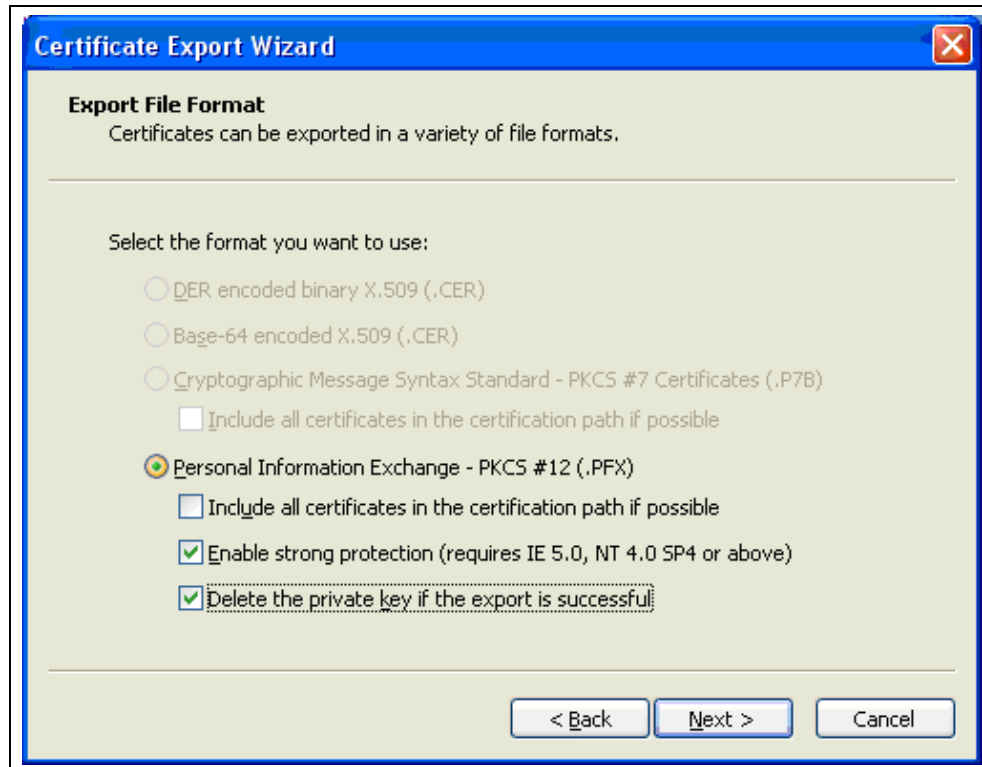 Certificate Export Wizard
Export File Format
Certificates can be exported in a variety of file formats.
Select the format you want to use:
DER encoded binary X.509 (.CER)
Base-64 encoded X.509 (.CER)
Cryptographic Message Syntax Standard - PKCS #7 Certificates (.P7B)
Include all certificates in the certification path if possible
Personal Information Exchange - PKCS #12 (.PFX)
Include all certificates in the certification path if possible
Enable strong protection (requires IE 5.0, NT 4.0 SP4 or above)
Delete the private key if the export is successful
< Back Next > Cancel